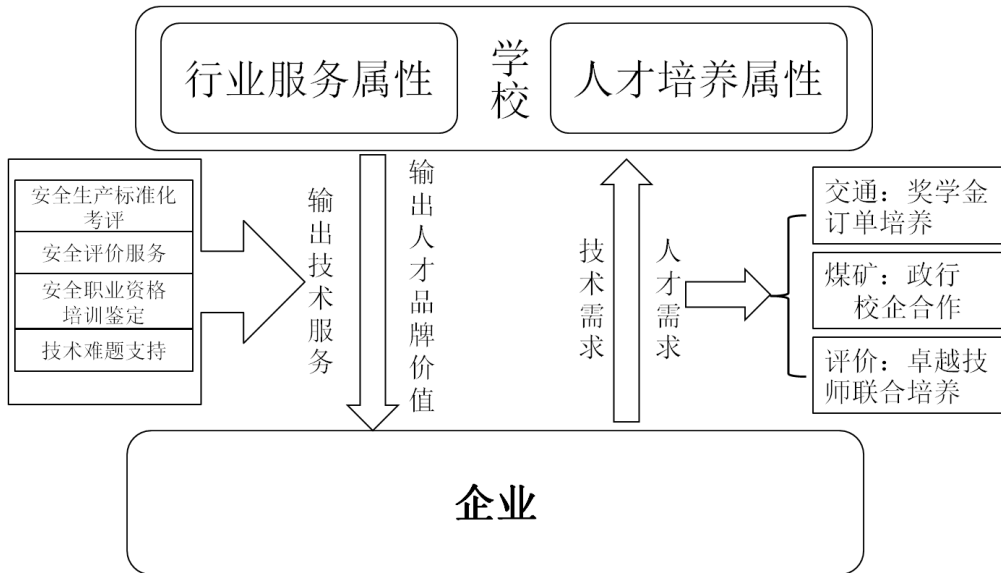 行业服务属性
学校
人才培养属性
安全生产标准化
考评
安全评价服务
安全职业资格
培训鉴定
技术难题支持
输出技术服务
输出人才品牌价值
技术需求
人才需求
交通：奖学金
订单培养
煤矿：政行
校企合作
评价：卓越技
师联合培养
企业